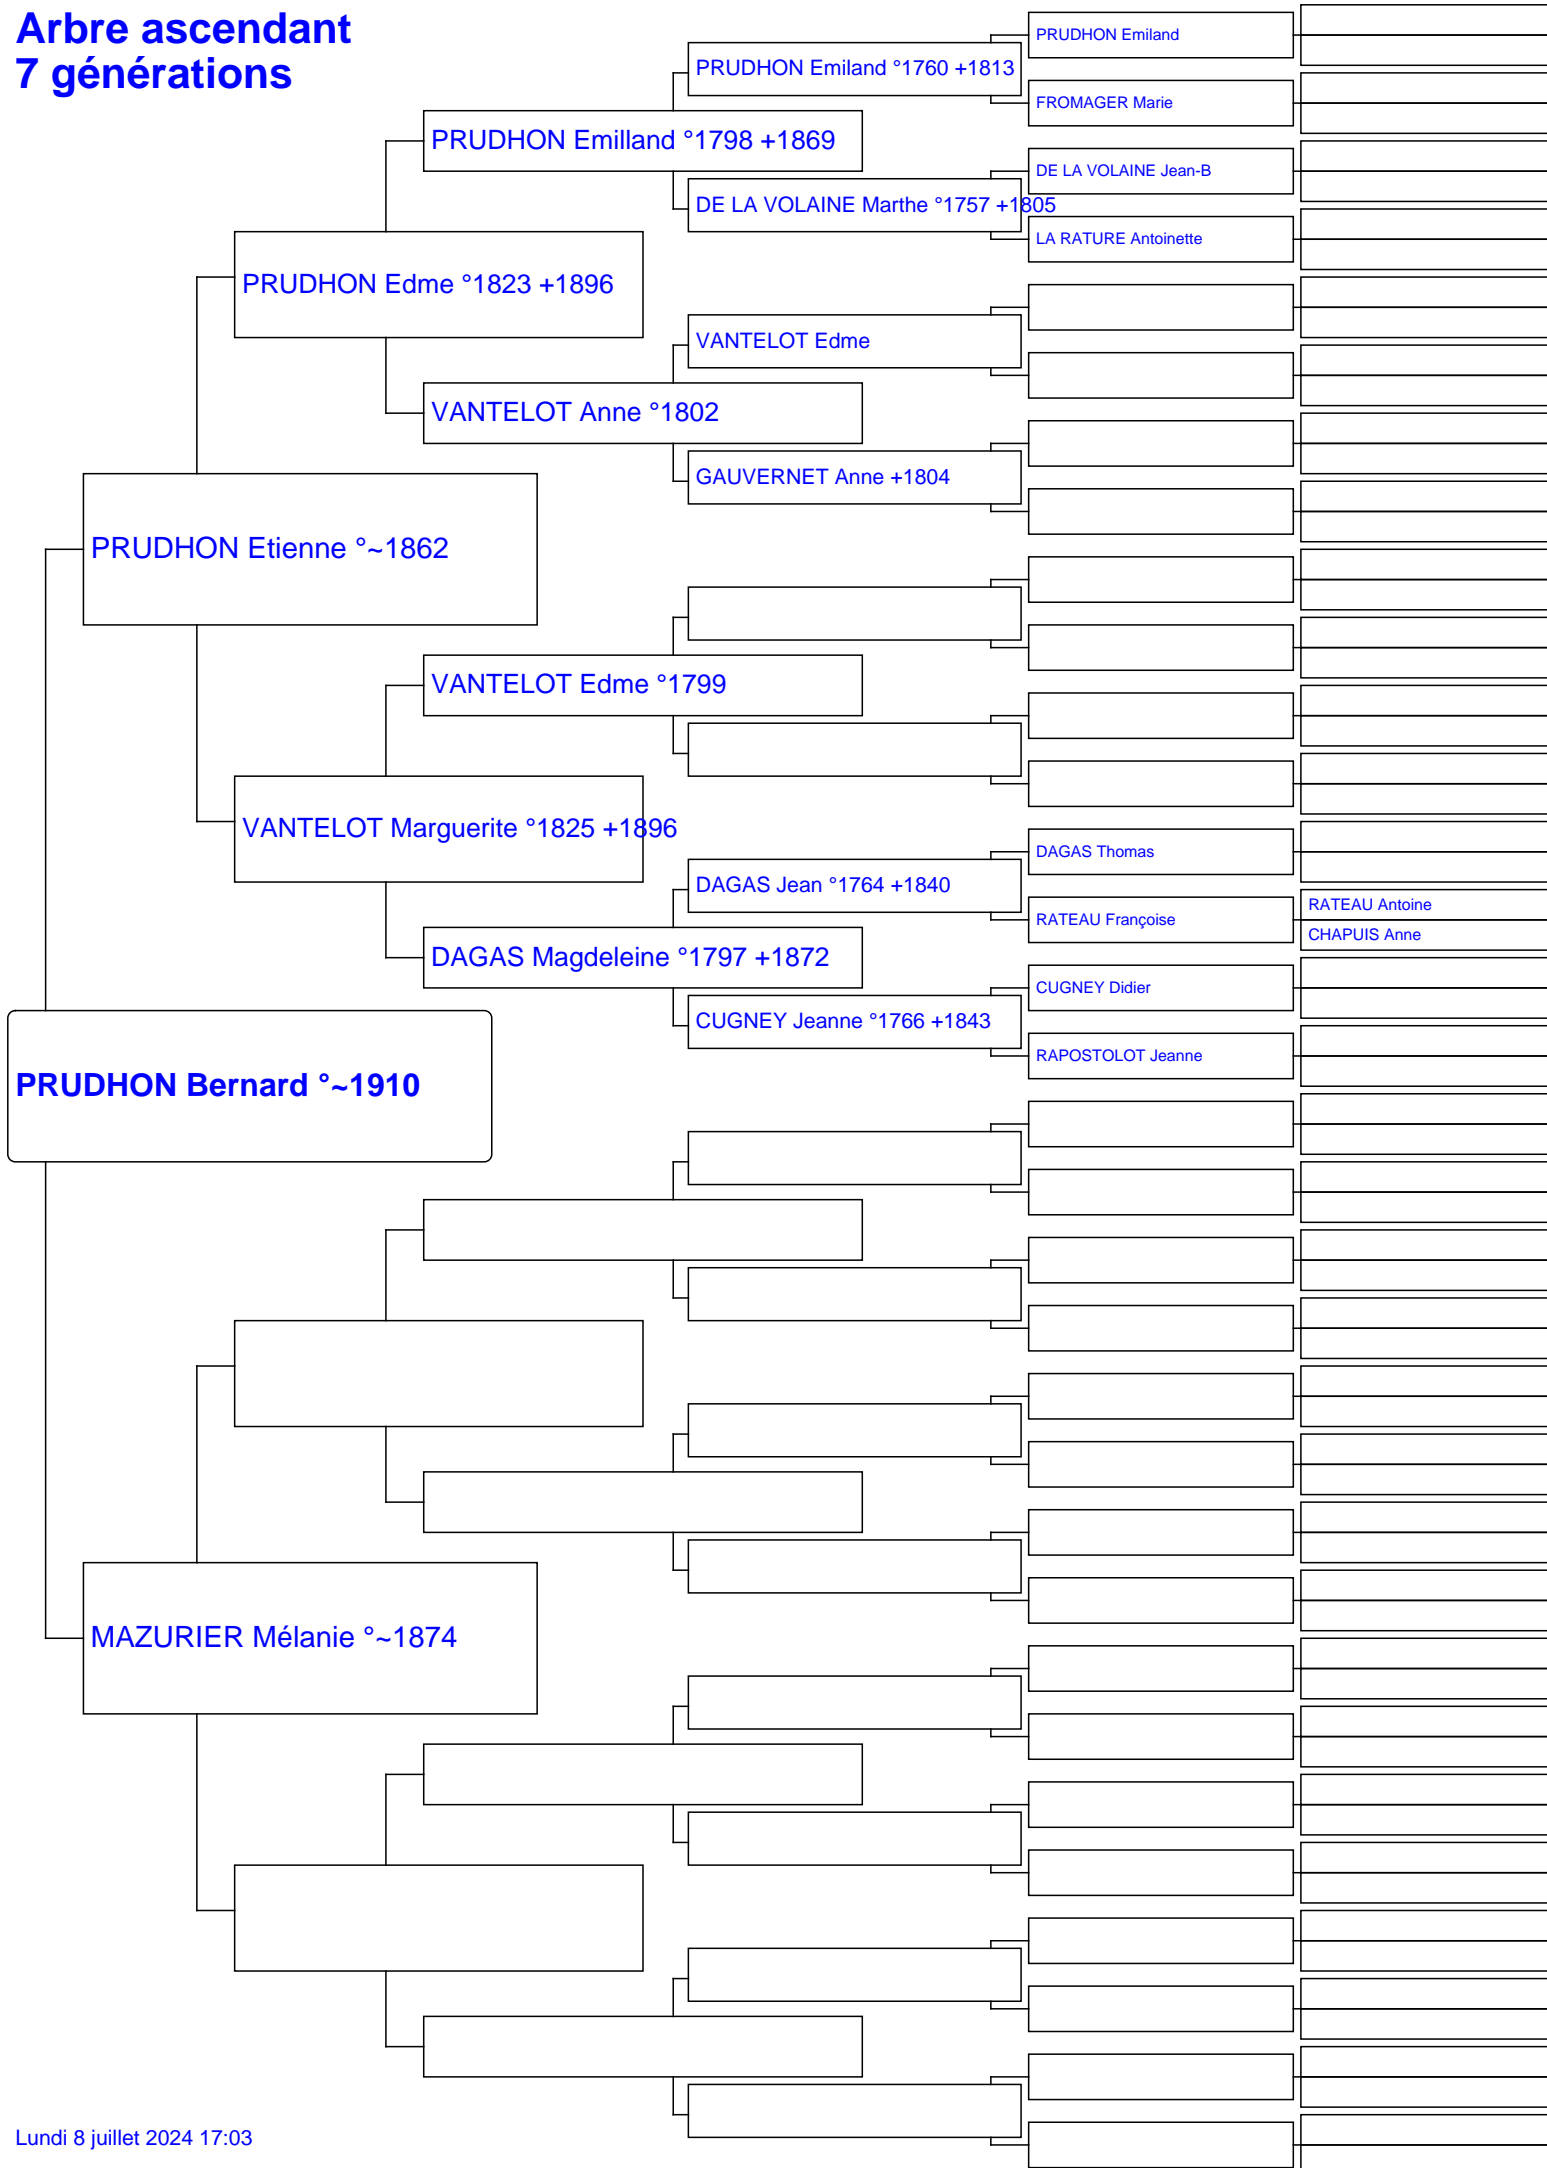 Arbre ascendant
7 générations
PRUDHON Emiland
PRUDHON Emiland °1760 +1813
FROMAGER Marie
PRUDHON Emilland °1798 +1869
DE LA VOLAINE Jean-B
DE LA VOLAINE Marthe °1757 +1805
LA RATURE Antoinette
PRUDHON Edme °1823 +1896
VANTELOT Edme
VANTELOT Anne °1802
GAUVERNET Anne +1804
PRUDHON Etienne °~1862
VANTELOT Edme °1799
VANTELOT Marguerite °1825 +1896
DAGAS Thomas
DAGAS Jean °1764 +1840
RATEAU Antoine
RATEAU Françoise
CHAPUIS Anne
DAGAS Magdeleine °1797 +1872
CUGNEY Didier
CUGNEY Jeanne °1766 +1843
RAPOSTOLOT Jeanne
PRUDHON Bernard °~1910
MAZURIER Mélanie °~1874
Lundi 8 juillet 2024 17:03